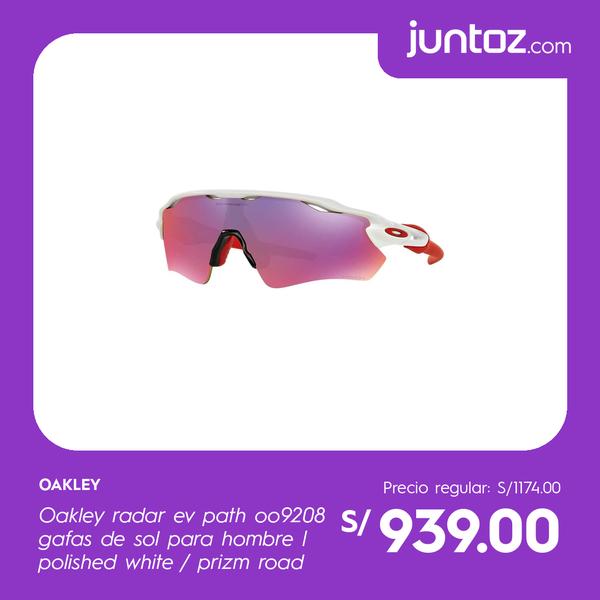 juntoz.com
OAKLEY
Oakley radar ev path oo9208
gafas de sol para hombre |
polished white / prizm road
Precio regular: S/1174.00
S/ 939.00